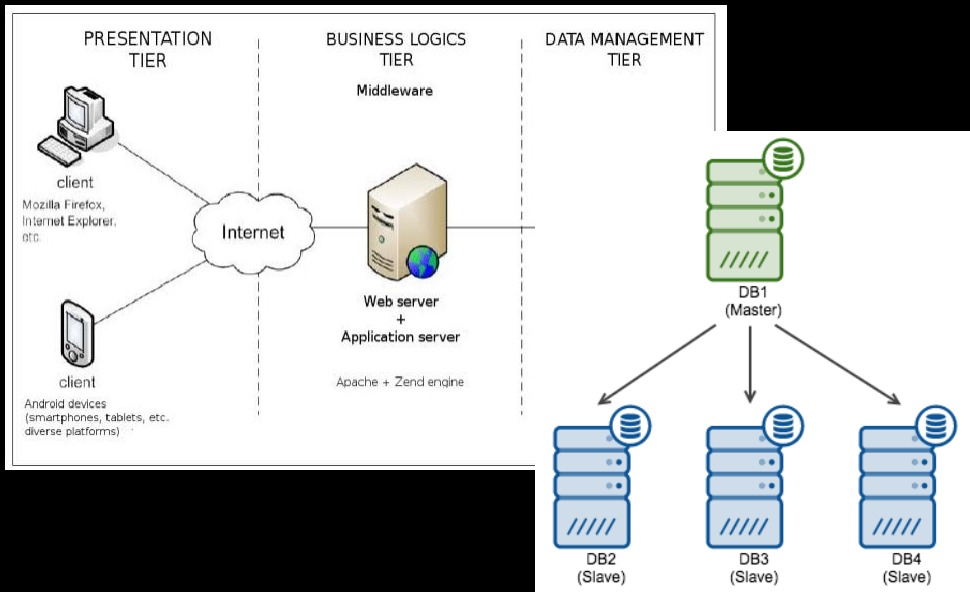 PRESENTATION
TIER
BUSINESS LOGICS
TIER
DATA MANAGEMENT
TIER
Middleware
client
Mozilla Firefox,
Internet Explorer,
etc.
Internet
Web server
+
Application server
Apache + Zend engine
client
Android devices
(smartphones, tablets, etc.
diverse platforms)
DB1
(Master)
DB2
(Slave)
DB3
(Slave)
DB4
(Slave)